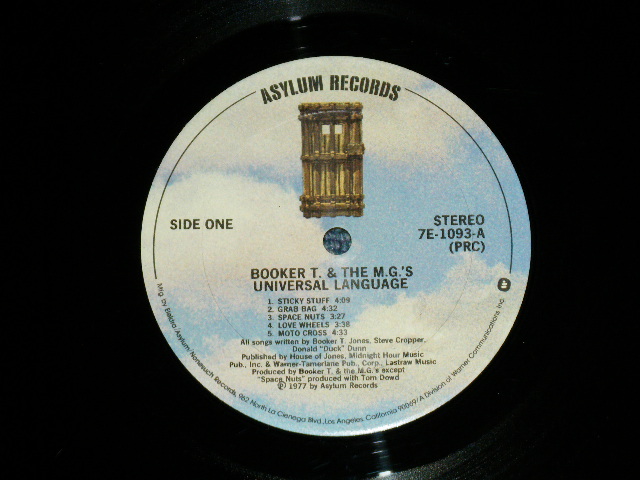 ASYLUM RECORDS
SIDE ONE
STEREO
7E-1093-A
(PRC)
BOOKER T. & THE M.G.'S
UNIVERSAL LANGUAGE
1. STICKY STUFF 4:09
2. GRAB BAG 4:32
3. SPACE NUTS 3:27
4. LOVE WHEELS 3:38
5. MOTO CROSS 4:33
All songs written by Booker T. Jones, Steve Cropper,
Donald "Duck" Dunn
Published by House of Jones, Midnight Hour Music
Pub., Inc. & Warner-Tamerlane Pub., Corp., Lastraw Music
Produced by Booker T. & the M.G.'s except
"Space Nuts" produced with Tom Dowd
℗ 1977 by Asylum Records
Mfg. by Elektra/Asylum/Nonesuch Records, 962 North La Cienega Blvd., Los Angeles, California 90069/A Division of Warner Communications Inc.